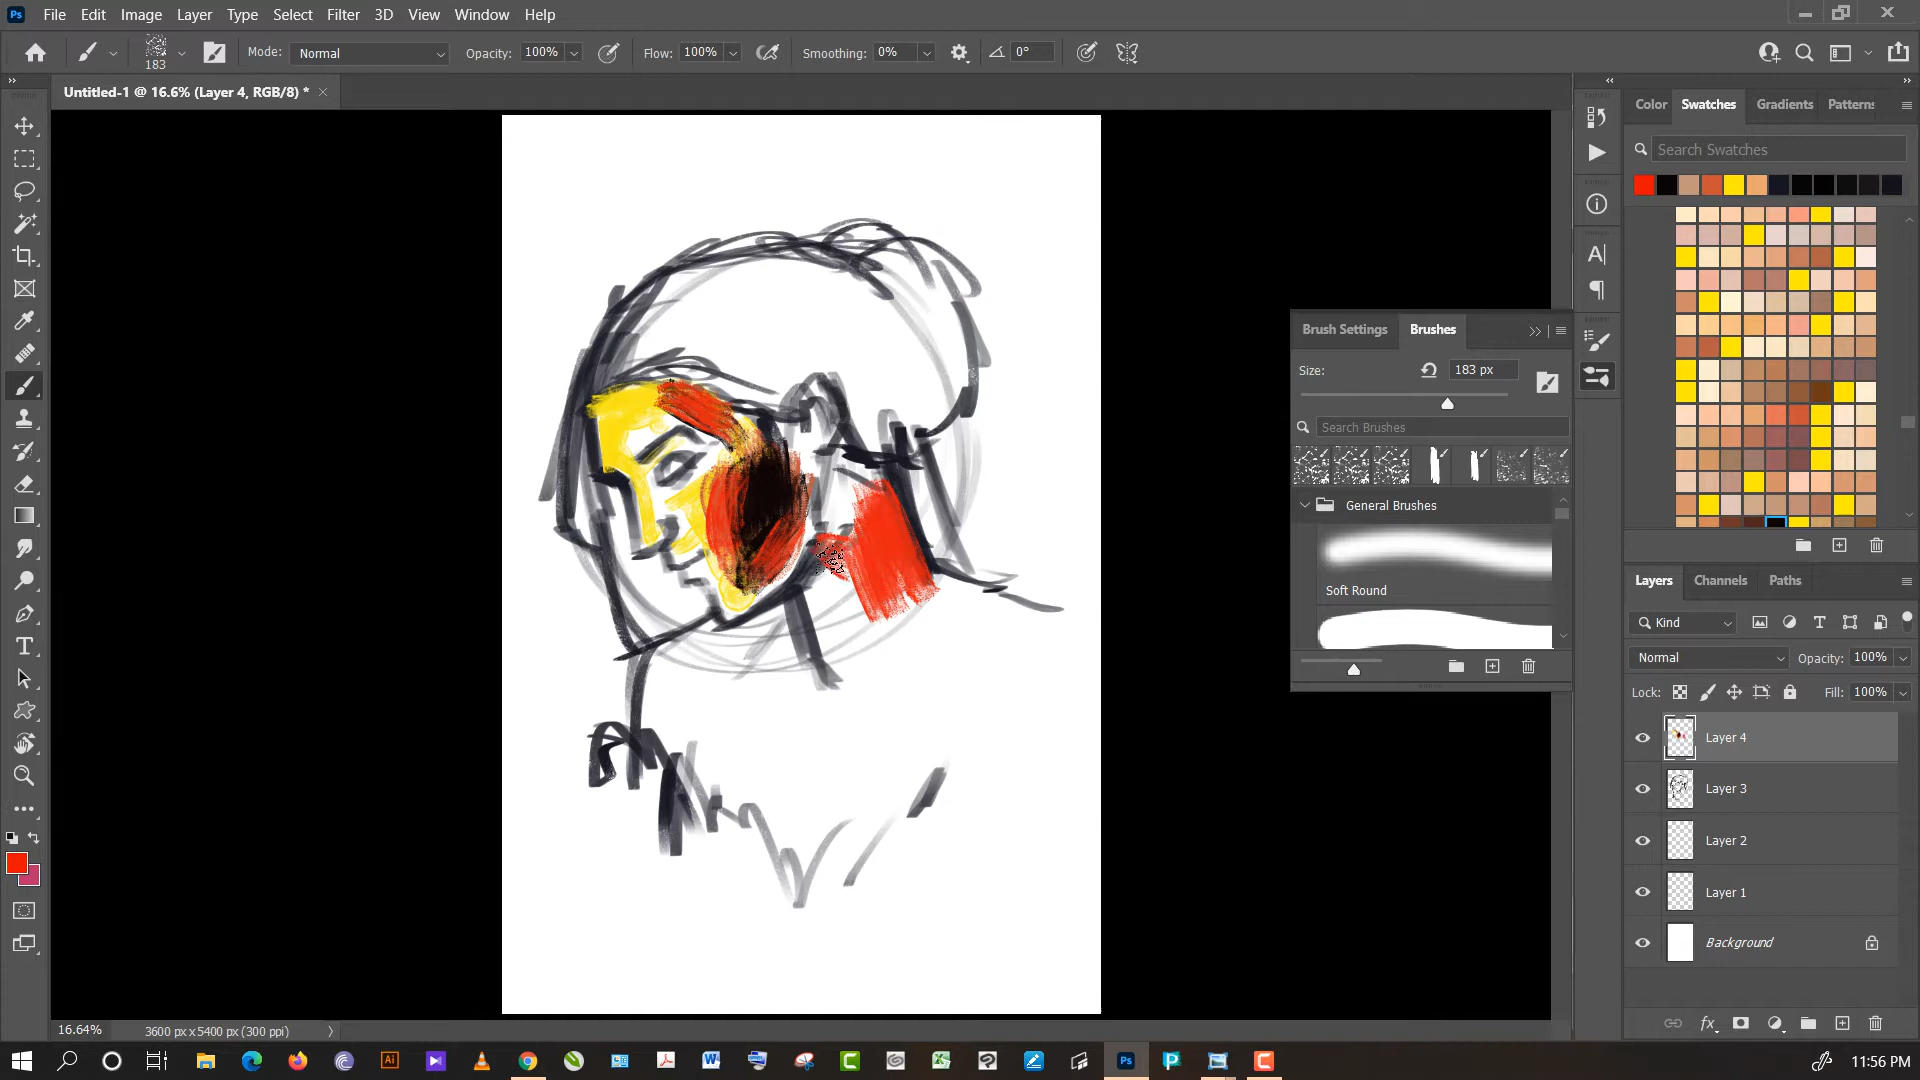 Ps File Edit Image Layer Type Select Filter 3D View Window Help
183 Mode: Normal Opacity: 100% Flow: 100% Smoothing: 0% 0°
Untitled-1 @ 16.6% (Layer 4, RGB/8) *
Color Swatches Gradients Patterns
Search Swatches
Brush Settings Brushes
Size: 183 px
Search Brushes
General Brushes
Soft Round
Layers Channels Paths
Kind
Normal Opacity: 100%
Lock: Fill: 100%
Layer 4
Layer 3
Layer 2
Layer 1
Background
16.64% 3600 px x 5400 px (300 ppi)
Ai Ps
11:56 PM